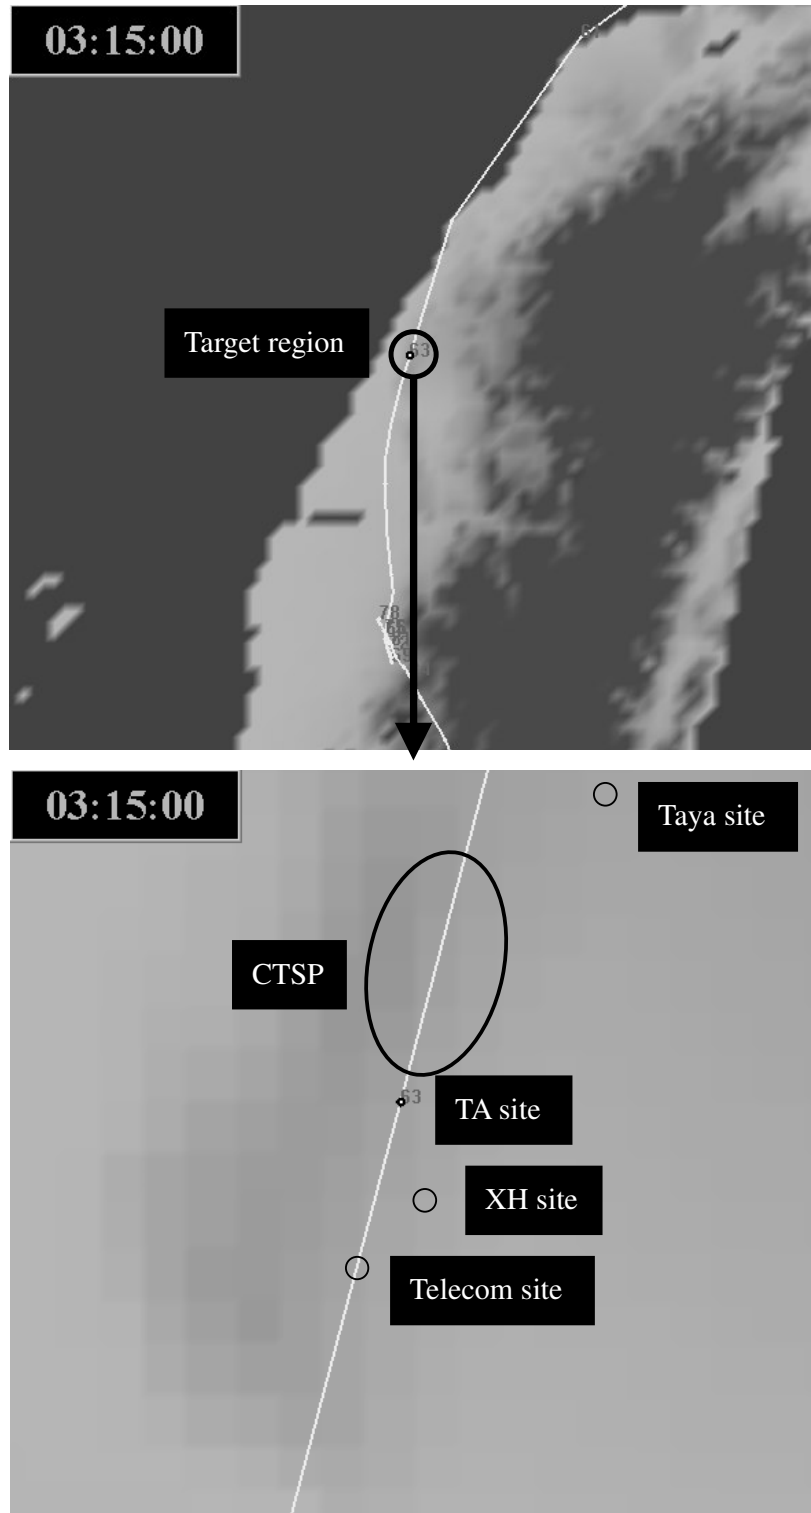 03:15:00
Target region
63
78
03:15:00
Taya site
CTSP
63
TA site
XH site
Telecom site